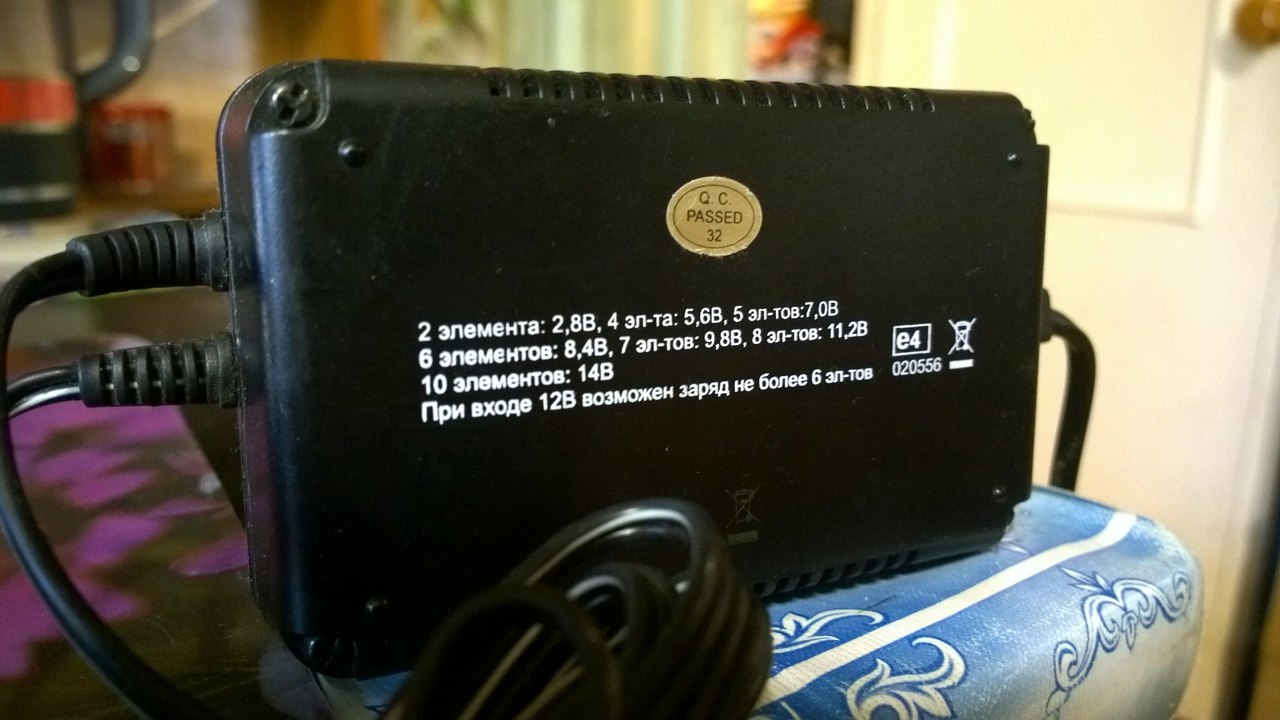 Q. C.
PASSED
32
2 элемента: 2,8В, 4 эл-та: 5,6В, 5 эл-тов:7,0В
6 элементов: 8,4В, 7 эл-тов: 9,8В, 8 эл-тов: 11,2В
10 элементов: 14В
При входе 12В возможен заряд не более 6 эл-тов
e4
020556